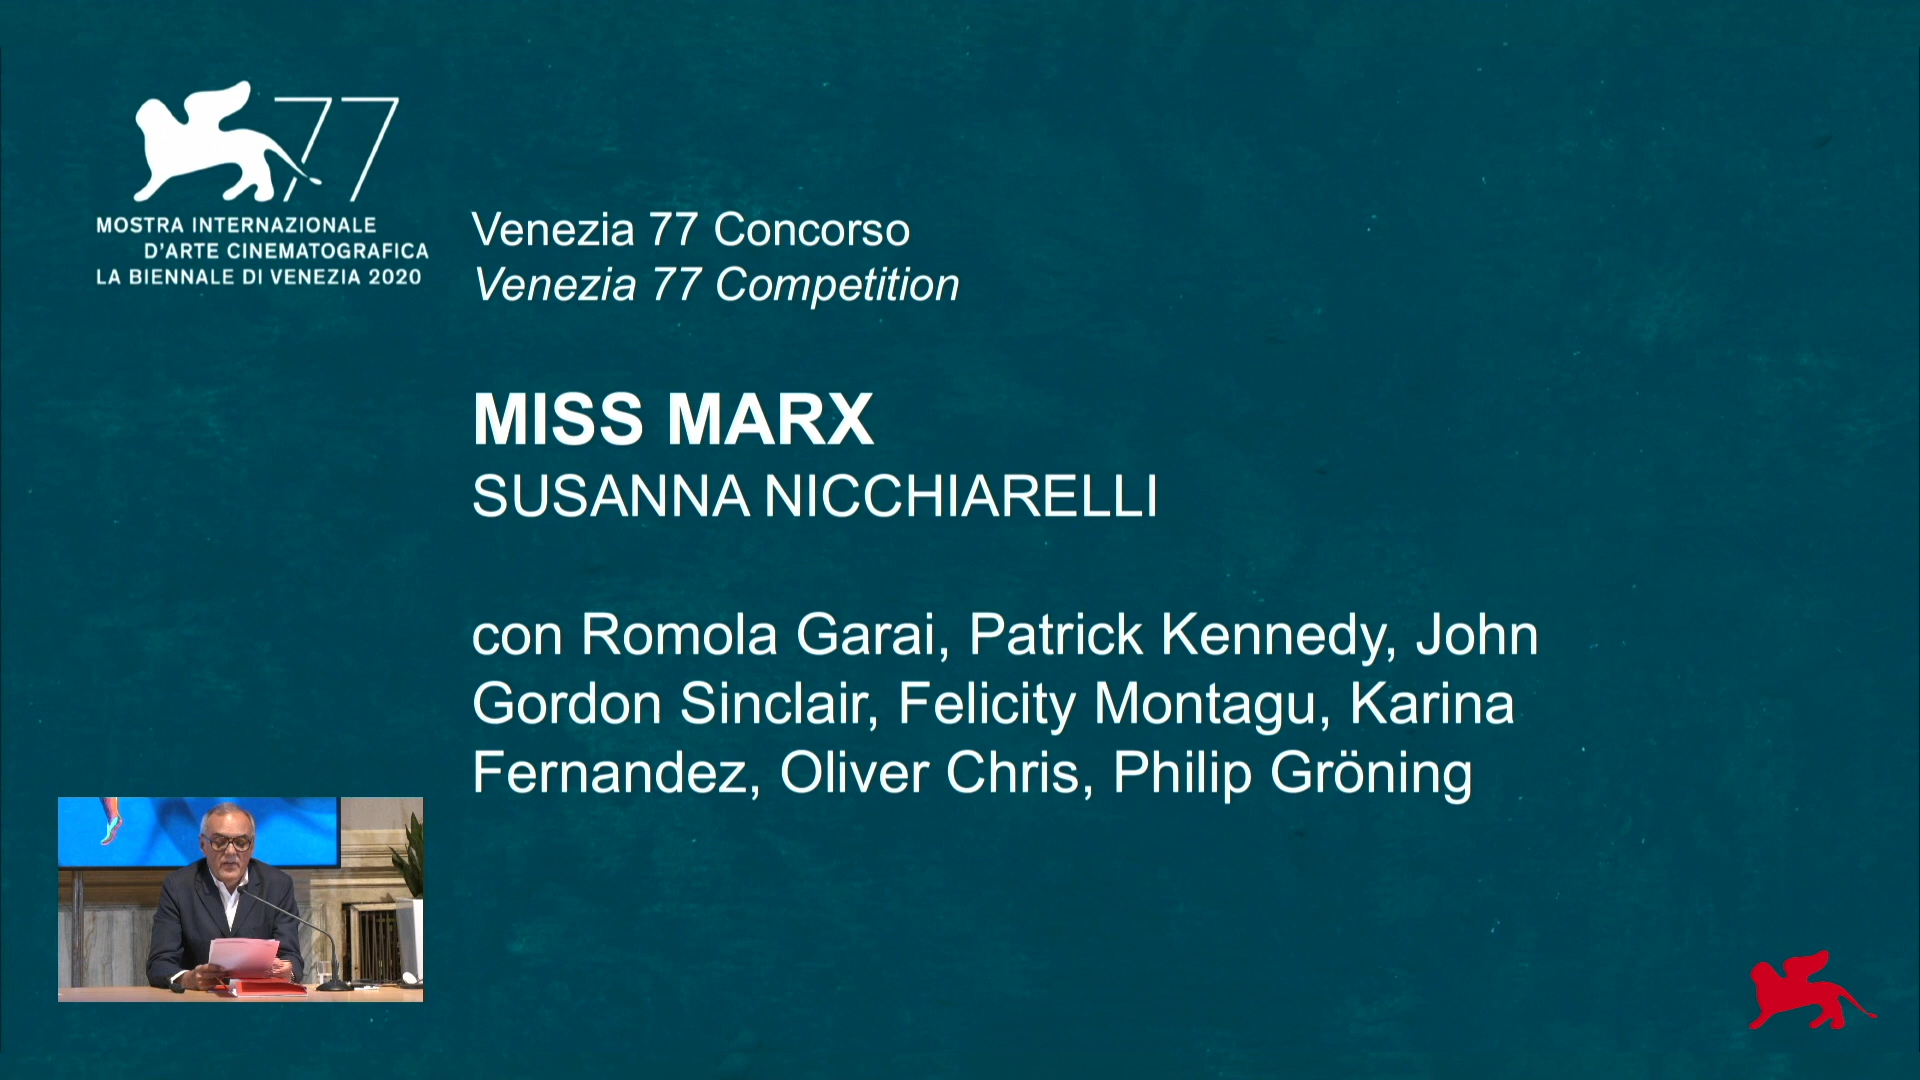 77
MOSTRA INTERNAZIONALE
D'ARTE CINEMATOGRAFICA
LA BIENNALE DI VENEZIA 2020
Venezia 77 Concorso
Venezia 77 Competition
MISS MARX
SUSANNA NICCHIARELLI
con Romola Garai, Patrick Kennedy, John
Gordon Sinclair, Felicity Montagu, Karina
Fernandez, Oliver Chris, Philip Gröning